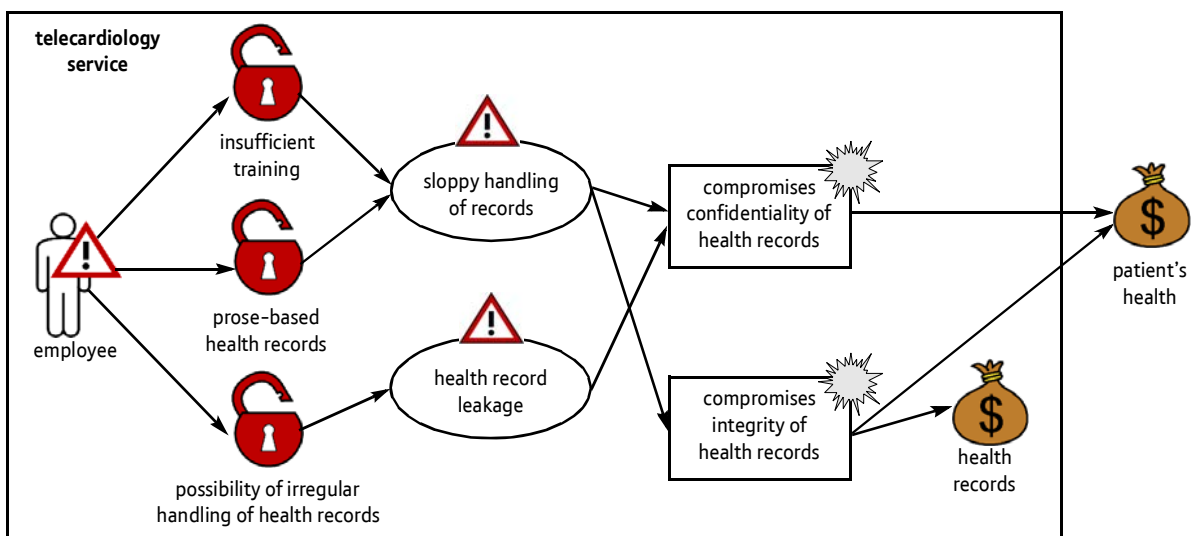 telecardiology
service
insufficient
training
sloppy handling
of records
compromises
confidentiality of
health records
$
patient's
health
employee
prose-based
health records
health record
leakage
compromises
integrity of
health records
$
health
records
possibility of irregular
handling of health records
!
!
!